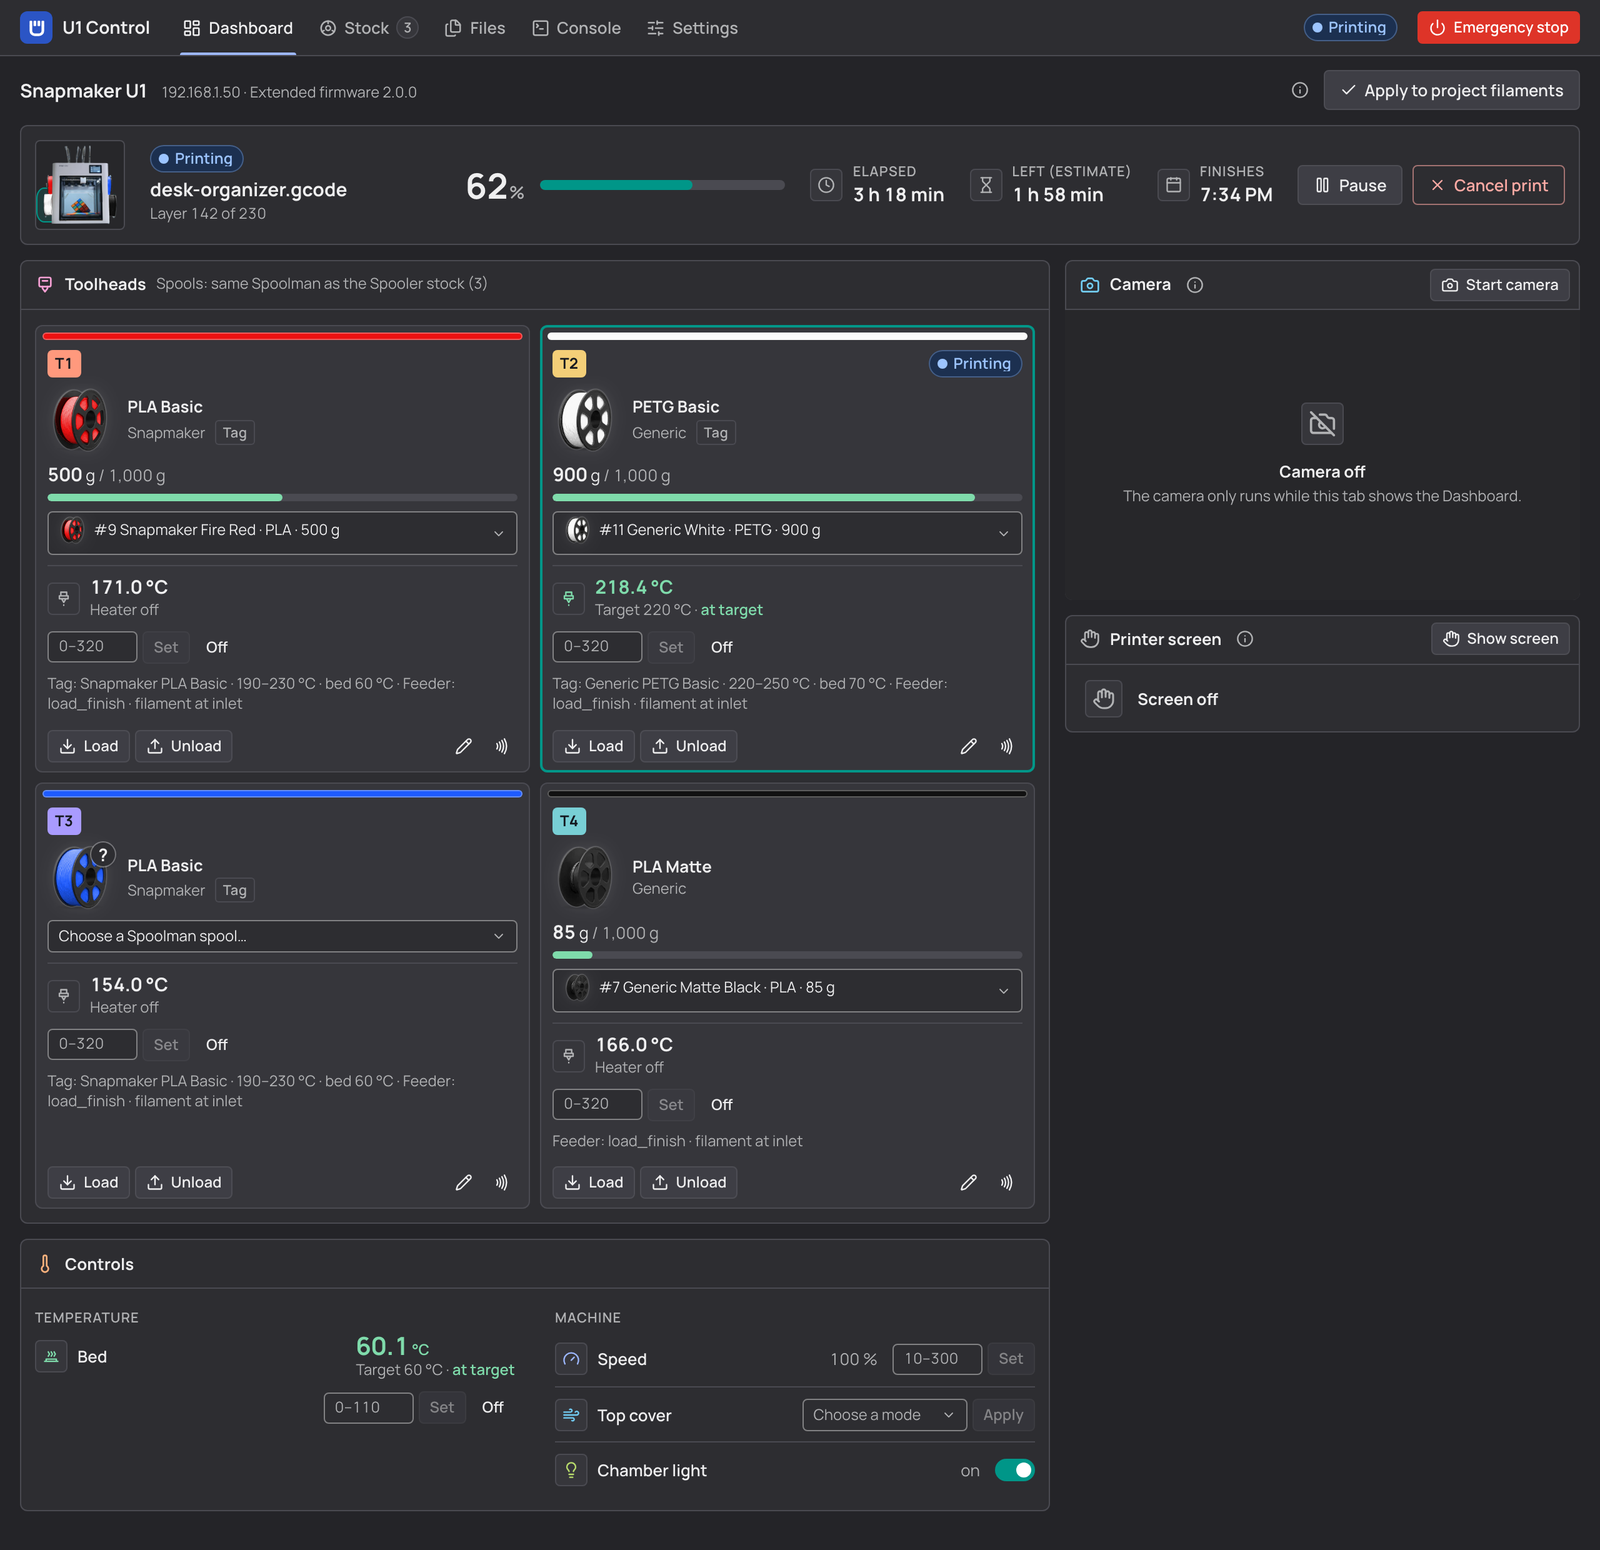 U1 Control
Dashboard
Stock 3
Files
Console
Settings
Printing
Emergency stop
Snapmaker U1
192.168.1.50 · Extended firmware 2.0.0
Apply to project filaments
Printing
desk-organizer.gcode
Layer 142 of 230
62%
ELAPSED
3 h 18 min
LEFT (ESTIMATE)
1 h 58 min
FINISHES
7:34 PM
Pause
Cancel print
Toolheads
Spools: same Spoolman as the Spooler stock (3)
T1
PLA Basic
Snapmaker Tag
500 g / 1,000 g
#9 Snapmaker Fire Red · PLA · 500 g
171.0 °C
Heater off
0–320 Set Off
Tag: Snapmaker PLA Basic · 190–230 °C · bed 60 °C · Feeder:
load_finish · filament at inlet
Load Unload
T2
Printing
PETG Basic
Generic Tag
900 g / 1,000 g
#11 Generic White · PETG · 900 g
218.4 °C
Target 220 °C · at target
0–320 Set Off
Tag: Generic PETG Basic · 220–250 °C · bed 70 °C · Feeder:
load_finish · filament at inlet
Load Unload
T3
?
PLA Basic
Snapmaker Tag
Choose a Spoolman spool…
154.0 °C
Heater off
0–320 Set Off
Tag: Snapmaker PLA Basic · 190–230 °C · bed 60 °C · Feeder:
load_finish · filament at inlet
Load Unload
T4
PLA Matte
Generic
85 g / 1,000 g
#7 Generic Matte Black · PLA · 85 g
166.0 °C
Heater off
0–320 Set Off
Feeder: load_finish · filament at inlet
Load Unload
Camera
Start camera
Camera off
The camera only runs while this tab shows the Dashboard.
Printer screen
Show screen
Screen off
Controls
TEMPERATURE
Bed
60.1 °C
Target 60 °C · at target
0–110 Set Off
MACHINE
Speed 100 % 10–300 Set
Top cover Choose a mode Apply
Chamber light on